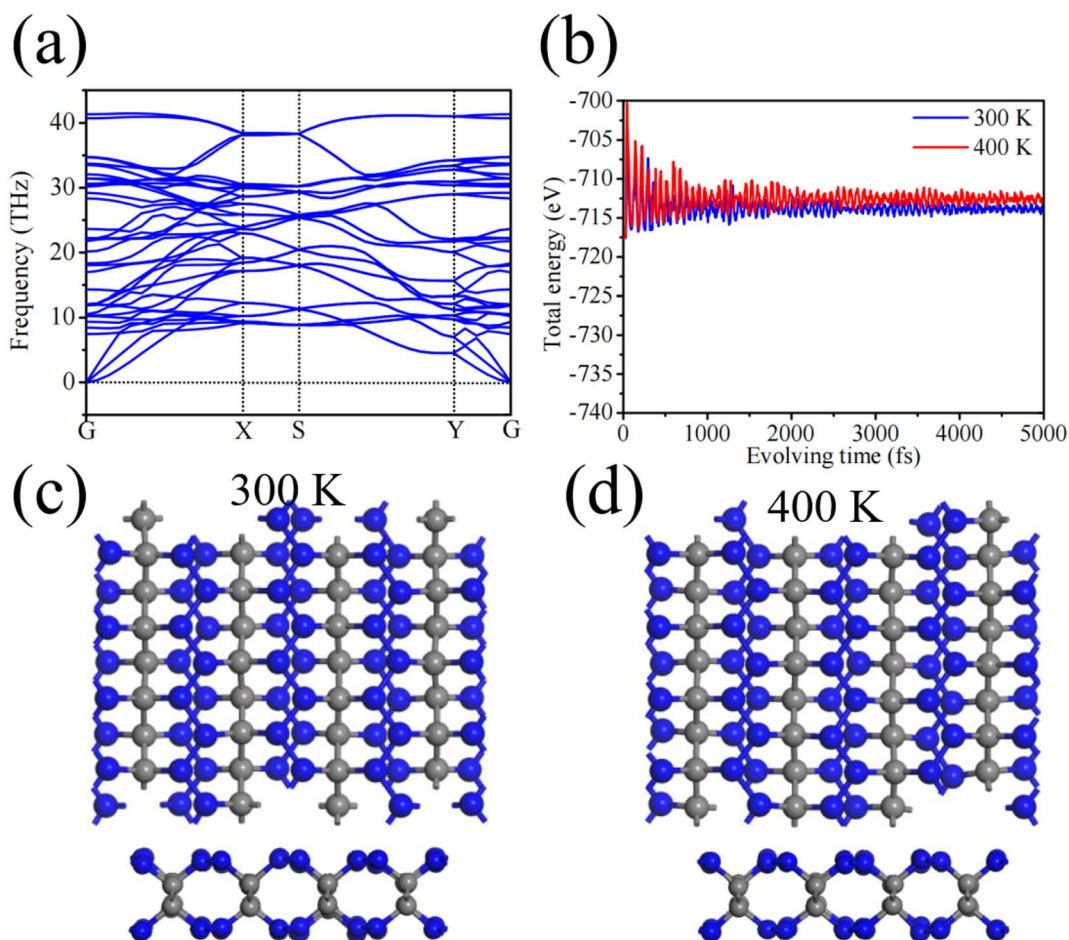 (a)
Frequency (THz)
40
30
20
10
0
G X S Y G
(b)
Total energy (eV)
-700
-705
-710
-715
-720
-725
-730
-735
-740
300 K
400 K
0 1000 2000 3000 4000 5000
Evolving time (fs)
(c)
300 K
(d)
400 K